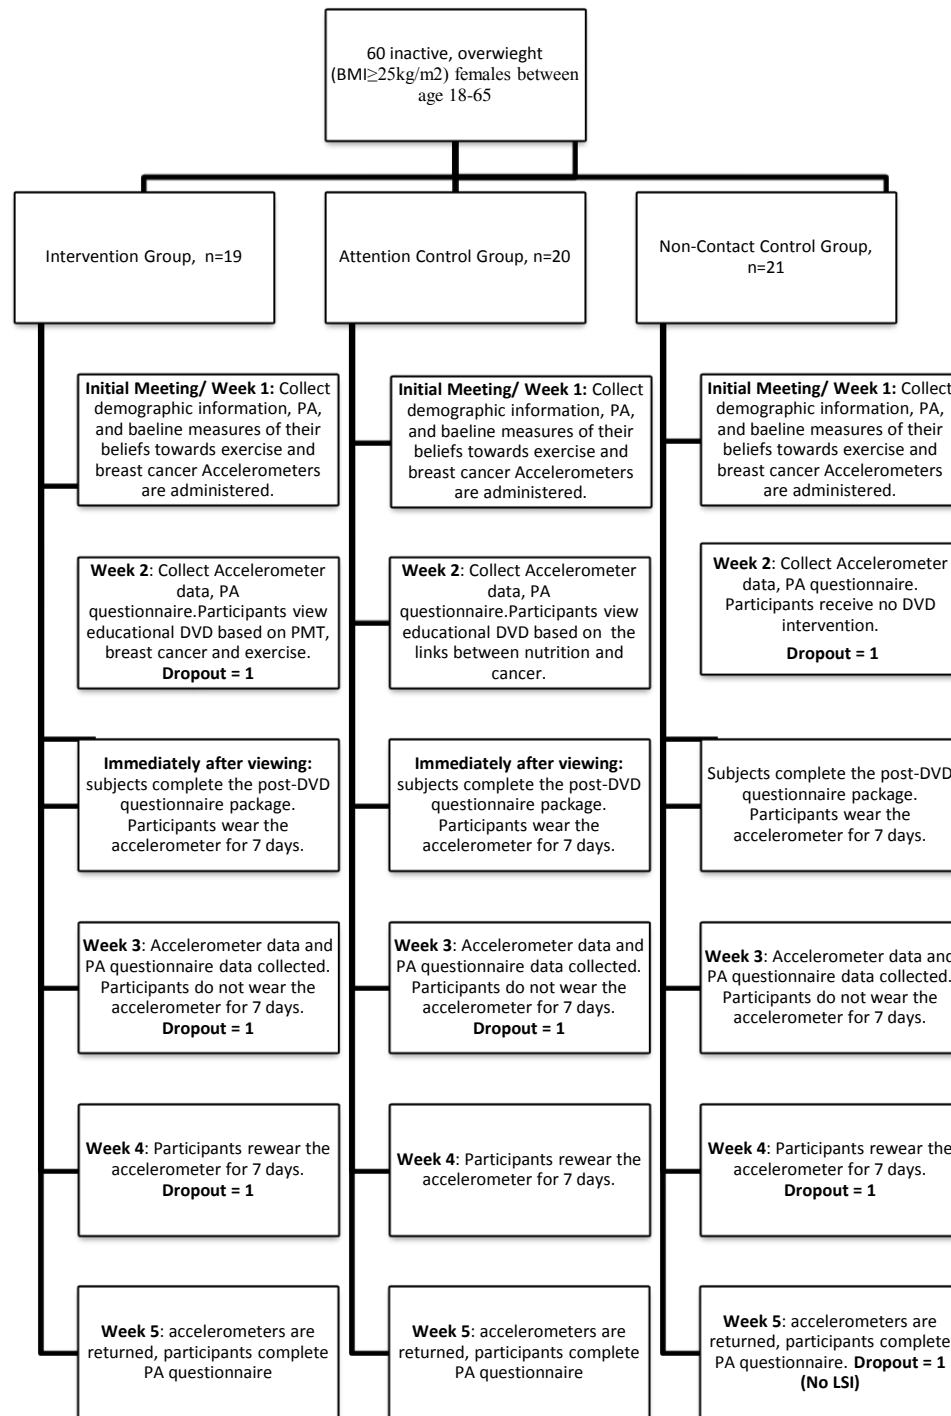 60 inactive, overwieght
(BMI≥25kg/m2) females between
age 18-65
Intervention Group, n=19
Attention Control Group, n=20
Non-Contact Control Group,
n=21
Initial Meeting/ Week 1: Collect
demographic information, PA,
and baeline measures of their
beliefs towards exercise and
breast cancer Accelerometers
are administered.
Initial Meeting/ Week 1: Collect
demographic information, PA,
and baeline measures of their
beliefs towards exercise and
breast cancer Accelerometers
are administered.
Initial Meeting/ Week 1: Collect
demographic information, PA,
and baeline measures of their
beliefs towards exercise and
breast cancer Accelerometers
are administered.
Week 2: Collect Accelerometer
data, PA
questionnaire.Participants view
educational DVD based on PMT,
breast cancer and exercise.
Dropout = 1
Week 2: Collect Accelerometer
data, PA
questionnaire.Participants view
educational DVD based on the
links between nutrition and
cancer.
Week 2: Collect Accelerometer
data, PA questionnaire.
Participants receive no DVD
intervention.
Dropout = 1
Immediately after viewing:
subjects complete the post-DVD
questionnaire package.
Participants wear the
accelerometer for 7 days.
Immediately after viewing:
subjects complete the post-DVD
questionnaire package.
Participants wear the
accelerometer for 7 days.
Subjects complete the post-DVD
questionnaire package.
Participants wear the
accelerometer for 7 days.
Week 3: Accelerometer data and
PA questionnaire data collected.
Participants do not wear the
accelerometer for 7 days.
Dropout = 1
Week 3: Accelerometer data and
PA questionnaire data collected.
Participants do not wear the
accelerometer for 7 days.
Dropout = 1
Week 3: Accelerometer data and
PA questionnaire data collected.
Participants do not wear the
accelerometer for 7 days.
Week 4: Participants rewear the
accelerometer for 7 days.
Dropout = 1
Week 4: Participants rewear the
accelerometer for 7 days.
Week 4: Participants rewear the
accelerometer for 7 days.
Dropout = 1
Week 5: accelerometers are
returned, participants complete
PA questionnaire
Week 5: accelerometers are
returned, participants complete
PA questionnaire
Week 5: accelerometers are
returned, participants complete
PA questionnaire. Dropout = 1
(No LSI)